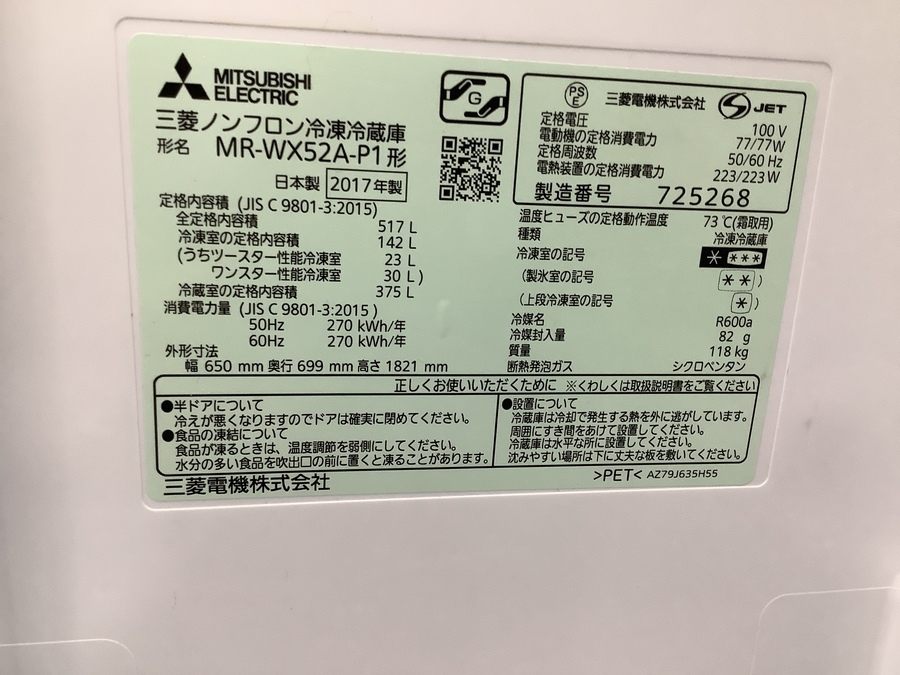 MITSUBISHI
ELECTRIC
三菱ノンフロン冷凍冷蔵庫
形名 MR-WX52A-P1形
日本製 2017年製
定格内容積 (JIS C 9801-3:2015)
全定格内容積 517 L
冷凍室の定格内容積 142 L
(うちツースター性能冷凍室 23 L
ワンスター性能冷凍室 30 L)
冷蔵室の定格内容積 375 L
消費電力量 (JIS C 9801-3:2015)
50Hz 270 kWh/年
60Hz 270 kWh/年
外形寸法
幅 650 mm 奥行 699 mm 高さ 1821 mm
G
PS
E
三菱電機株式会社 S JET
定格電圧 100 V
電動機の定格消費電力 77/77W
定格周波数 50/60 Hz
電熱装置の定格消費電力 223/223W
製造番号 725268
温度ヒューズの定格動作温度 73℃(霜取用)
種類 冷凍冷蔵庫
冷凍室の記号 ****
(製氷室の記号 **)
(上段冷凍室の記号 *)
冷媒名 R600a
冷媒封入量 82 g
質量 118 kg
断熱発泡ガス シクロペンタン
正しくお使いいただくために ※くわしくは取扱説明書をご覧ください
●半ドアについて
冷えが悪くなりますのでドアは確実に閉めてください。
●食品の凍結について
食品が凍るときは、温度調節を弱側にしてください。
水分の多い食品を吹出口の前に置くと凍ることがあります。
●設置について
冷蔵庫は冷却で発生する熱を外に逃がしています。
周囲にすき間をあけて設置してください。
冷蔵庫は水平な所に設置してください。
沈みやすい場所は下に丈夫な板を敷いてください。
三菱電機株式会社
>PET< AZ79J635H55